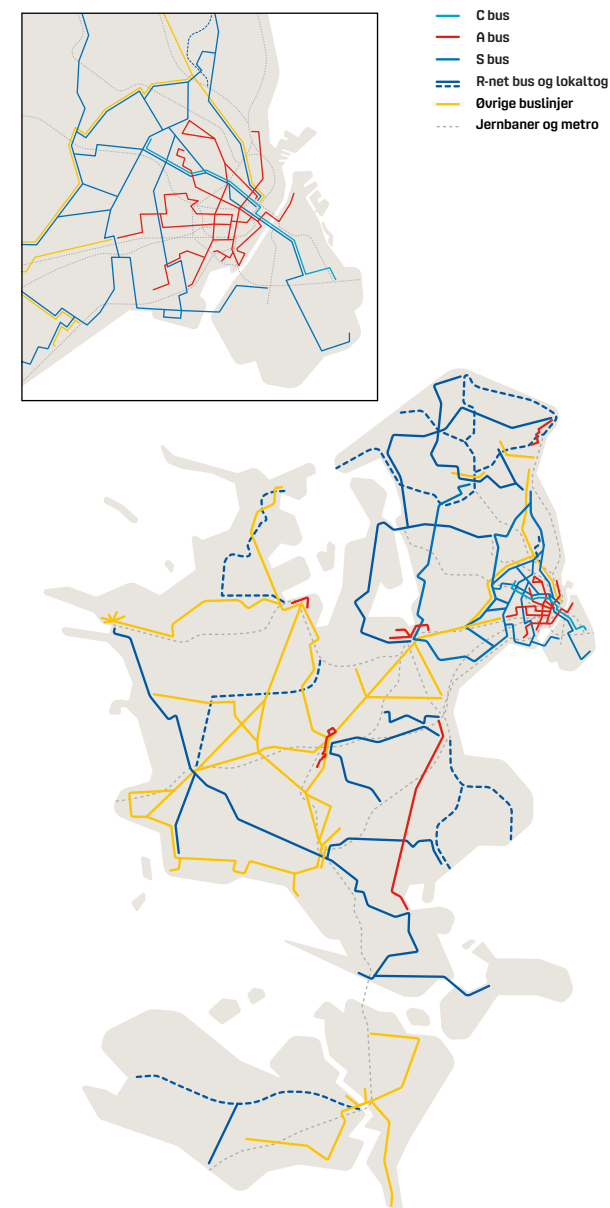 C bus
A bus
S bus
R-net bus og lokaltog
Øvrige buslinjer
Jernbaner og metro